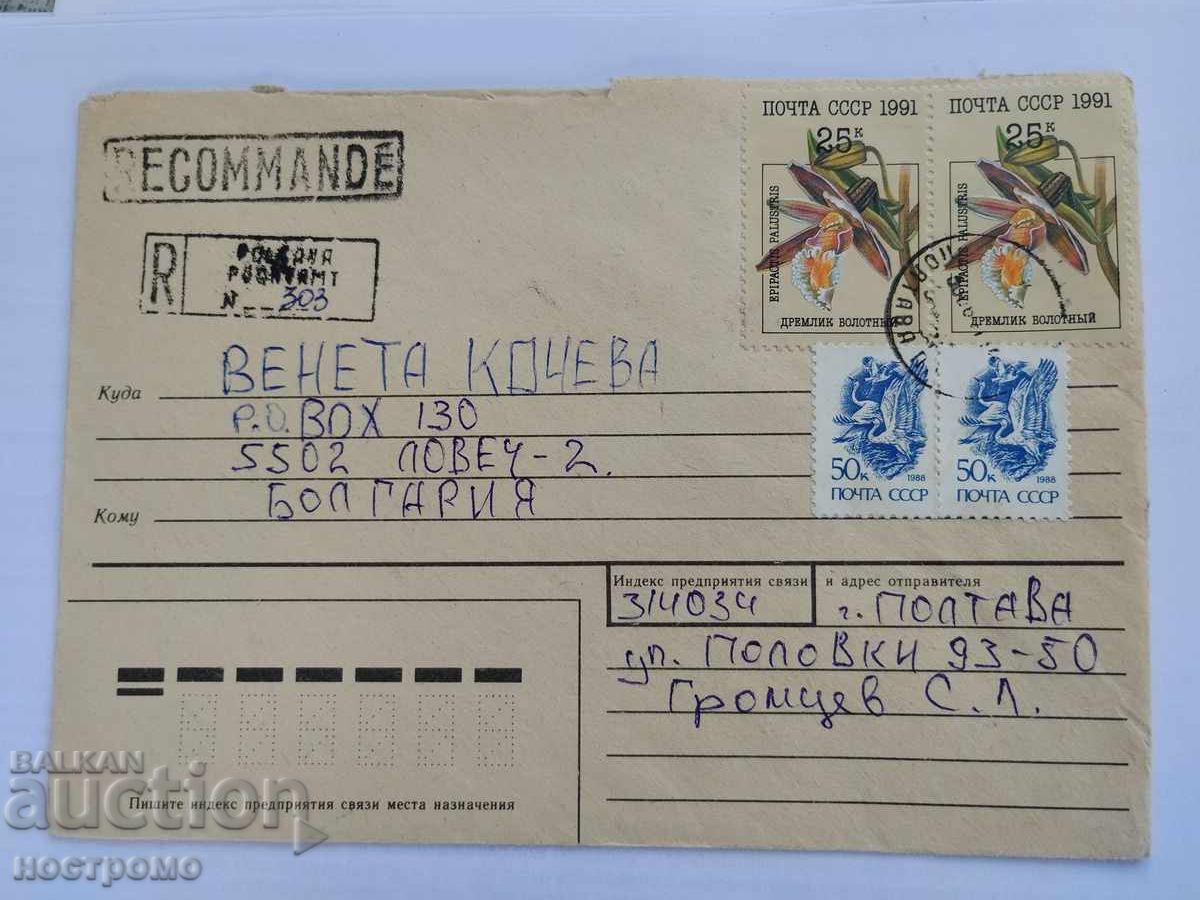 RECOMMANDE
ПОЧТА СССР 1991
25к
EPIPACTIS PALUSTRIS
ДРЕМЛИК БОЛОТНЫЙ
ПОЧТА СССР 1991
25к
EPIPACTIS PALUSTRIS
ДРЕМЛИК БОЛОТНЫЙ
R
N 303
50к 1988
ПОЧТА СССР
50к 1988
ПОЧТА СССР
Куда
ВЕНЕТА КОЧЕВА
P.O. BOX 130
5502 ЛОВЕЧ-2.
БОЛГАРИЯ
Кому
Индекс предприятия связи и адрес отправителя
314034 г. ПОЛТАВА
ул. ПОЛОВКИ 93-50
Громцев С.Л.
Пишите индекс предприятия связи места назначения
BALKAN
auction
ностромо